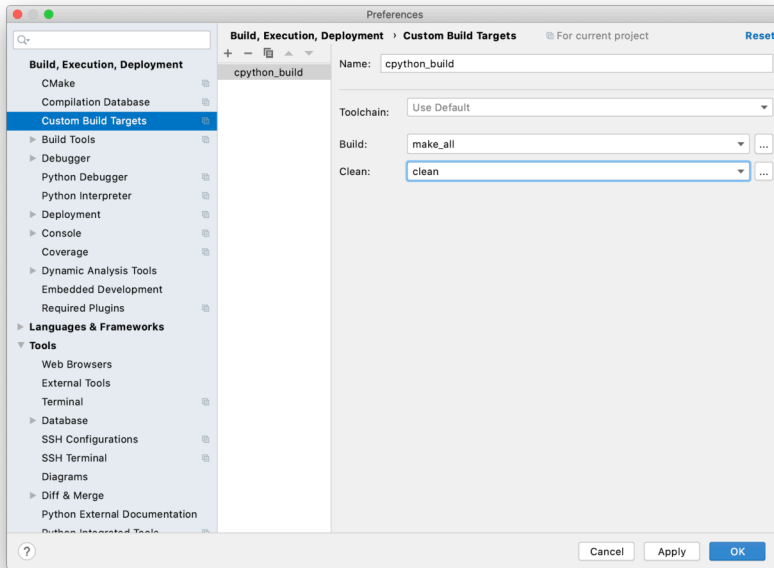 Preferences
Build, Execution, Deployment › Custom Build Targets
For current project
Reset
Build, Execution, Deployment
CMake
Compilation Database
Custom Build Targets
Build Tools
Debugger
Python Debugger
Python Interpreter
Deployment
Console
Coverage
Dynamic Analysis Tools
Embedded Development
Required Plugins
Languages & Frameworks
Tools
Web Browsers
External Tools
Terminal
Database
SSH Configurations
SSH Terminal
Diagrams
Diff & Merge
Python External Documentation
Python Integrated Tools
cpython_build
Name: cpython_build
Toolchain: Use Default
Build: make_all ...
Clean: clean ...
?
Cancel
Apply
OK